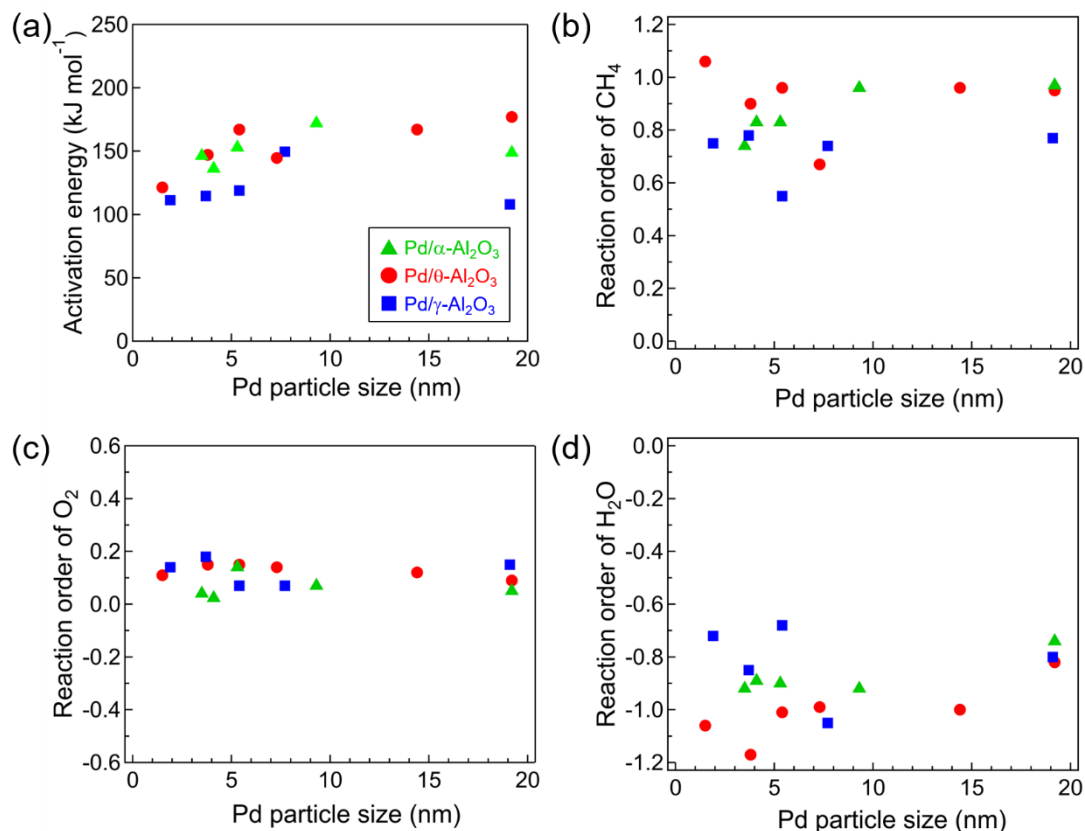 (a)
Activation energy (kJ mol⁻¹)
250
200
150
100
50
0
Pd/α-Al₂O₃
Pd/θ-Al₂O₃
Pd/γ-Al₂O₃
0 5 10 15 20
Pd particle size (nm)
(b)
Reaction order of CH₄
1.2
1.0
0.8
0.6
0.4
0.2
0.0
0 5 10 15 20
Pd particle size (nm)
(c)
Reaction order of O₂
0.6
0.4
0.2
0.0
-0.2
-0.4
-0.6
0 5 10 15 20
Pd particle size (nm)
(d)
Reaction order of H₂O
0.0
-0.2
-0.4
-0.6
-0.8
-1.0
-1.2
0 5 10 15 20
Pd particle size (nm)